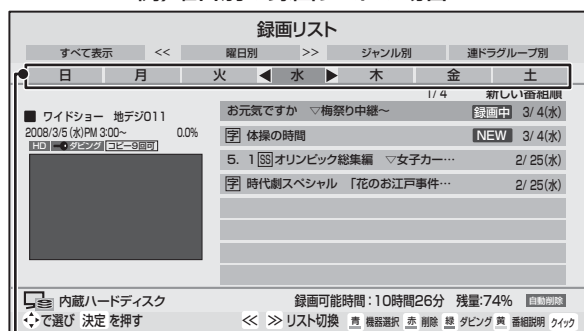 録画リスト
すべて表示 << 曜日別 >> ジャンル別 連ドラグループ別
日 月 火 ◀ 水 ▶ 木 金 土
1/4 新しい番組順
■ ワイドショー 地デジ011
2008/3/5(水)PM 3:00~ 0.0%
HD ダビング コピー9回可
お元気ですか ▽梅祭り中継~ 録画中 3/ 4(水)
字 体操の時間 NEW 3/ 4(水)
5. 1 SS オリンピック総集編 ▽女子カー… 2/ 25(水)
字 時代劇スペシャル 「花のお江戸事件… 2/ 25(水)
内蔵ハードディスク 録画可能時間:10時間26分 残量:74% 自動削除
で選び 決定 を押す << >> リスト切換 青 機器選択 赤 削除 緑 ダビング 黄 番組説明 クイック